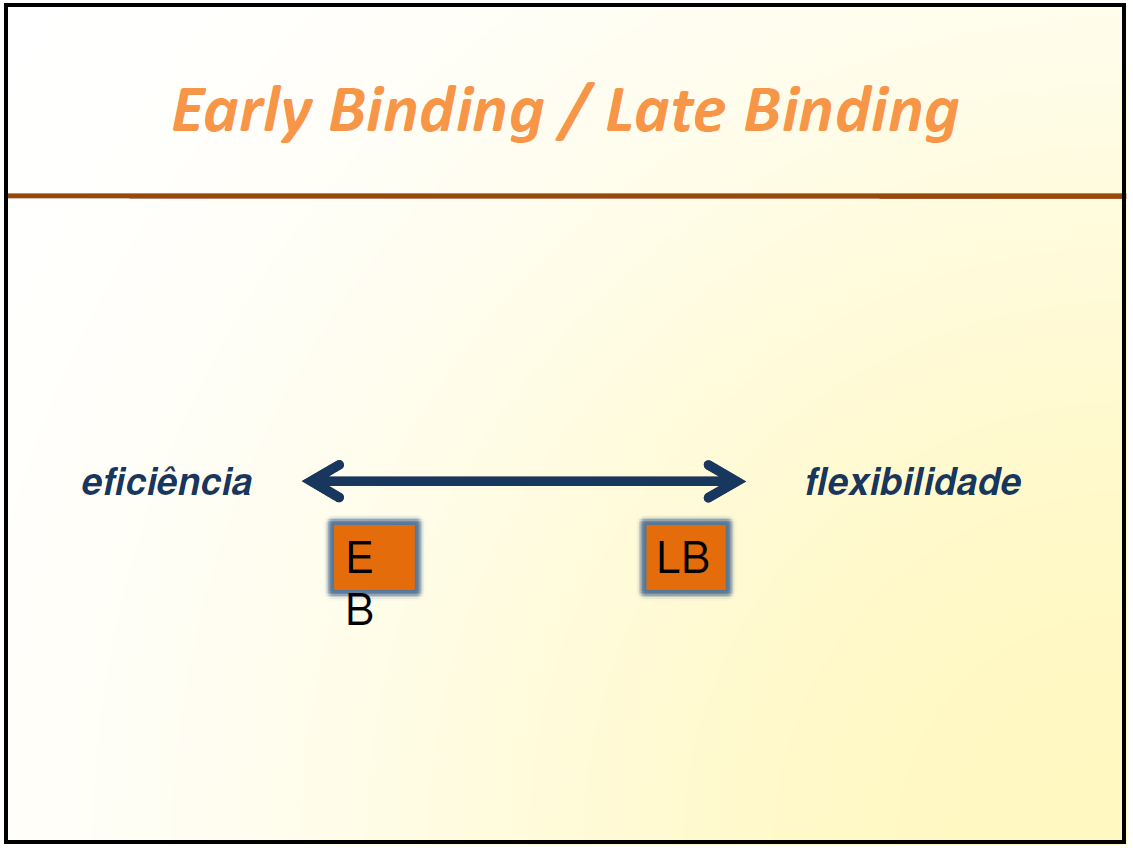 Early Binding / Late Binding
eficiência
flexibilidade
E
B
LB